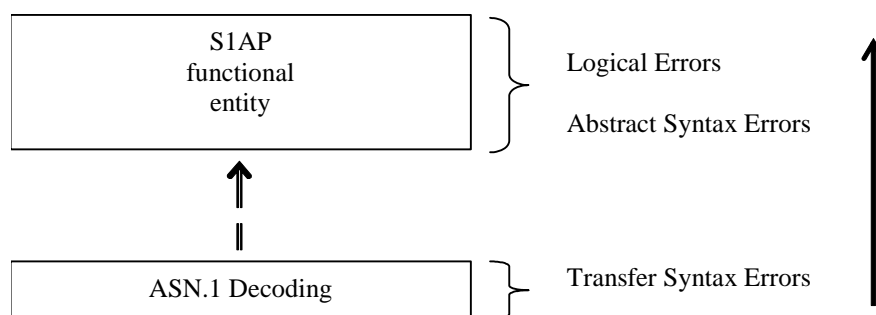 S1AP
functional
entity
Logical Errors
Abstract Syntax Errors
ASN.1 Decoding
Transfer Syntax Errors